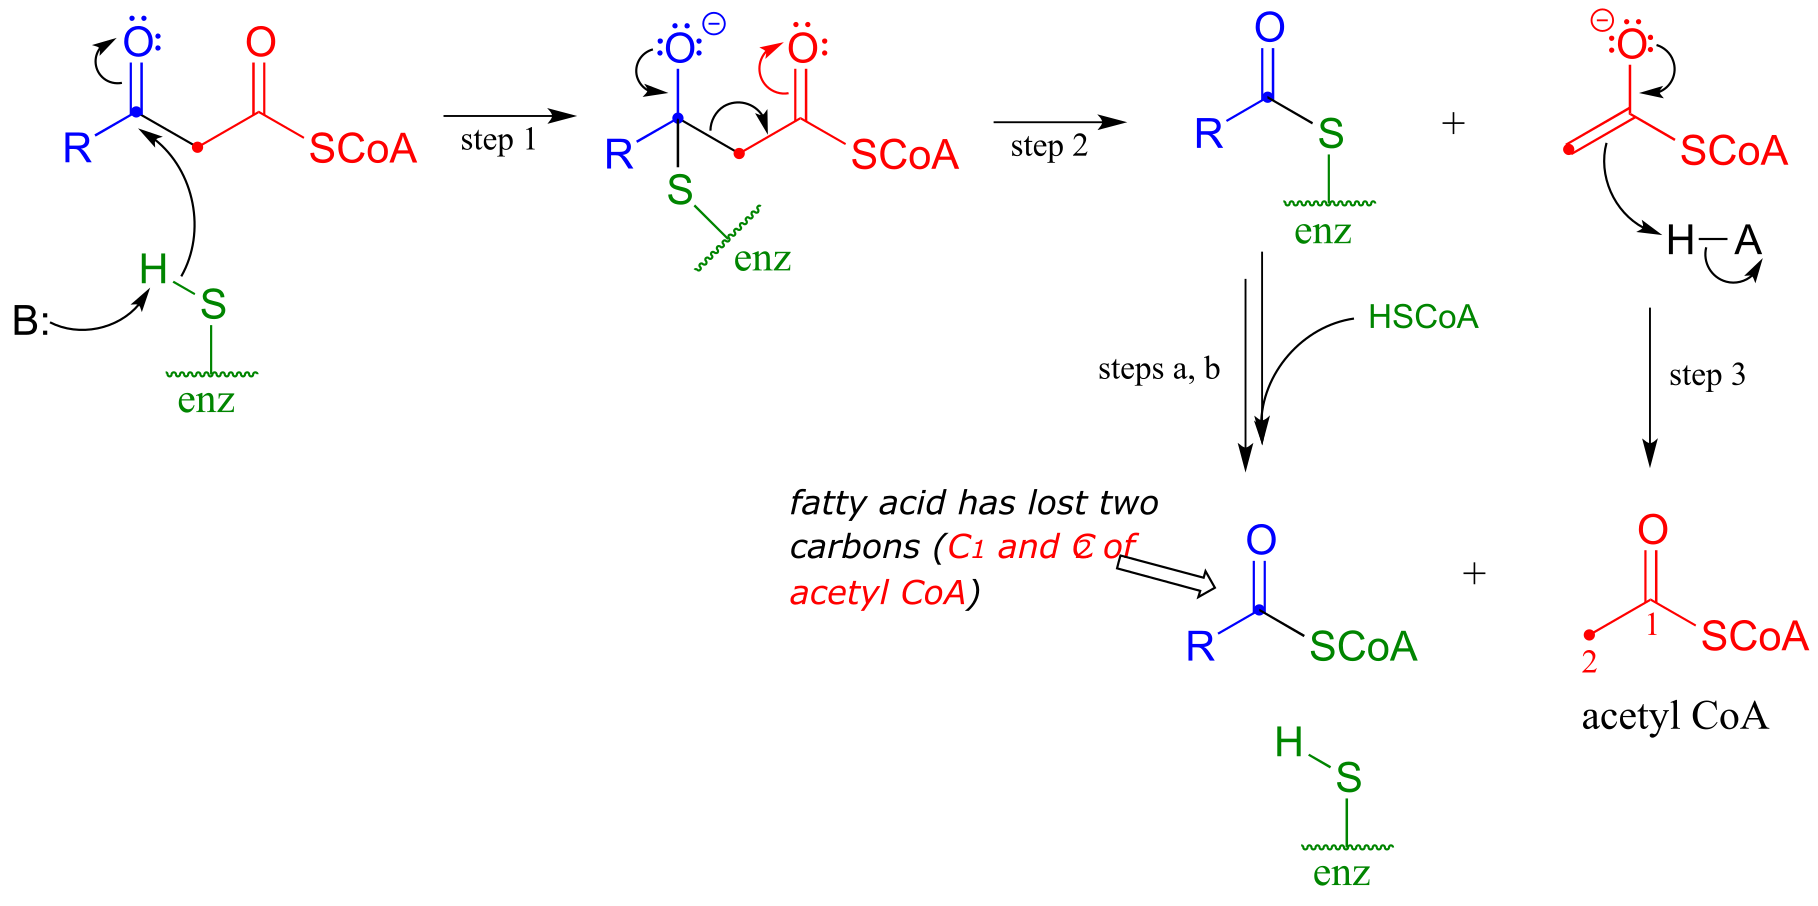 O: O
R SCoA
H
B: S
enz
step 1
:O: ⊖ O:
R SCoA
S
enz
step 2
O
R S
enz
+
⊖ :O:
SCoA
H–A
steps a, b
HSCoA
step 3
fatty acid has lost two
carbons (C1 and C2 of
acetyl CoA)
O
R SCoA
+
O
1
SCoA
2
acetyl CoA
H
S
enz